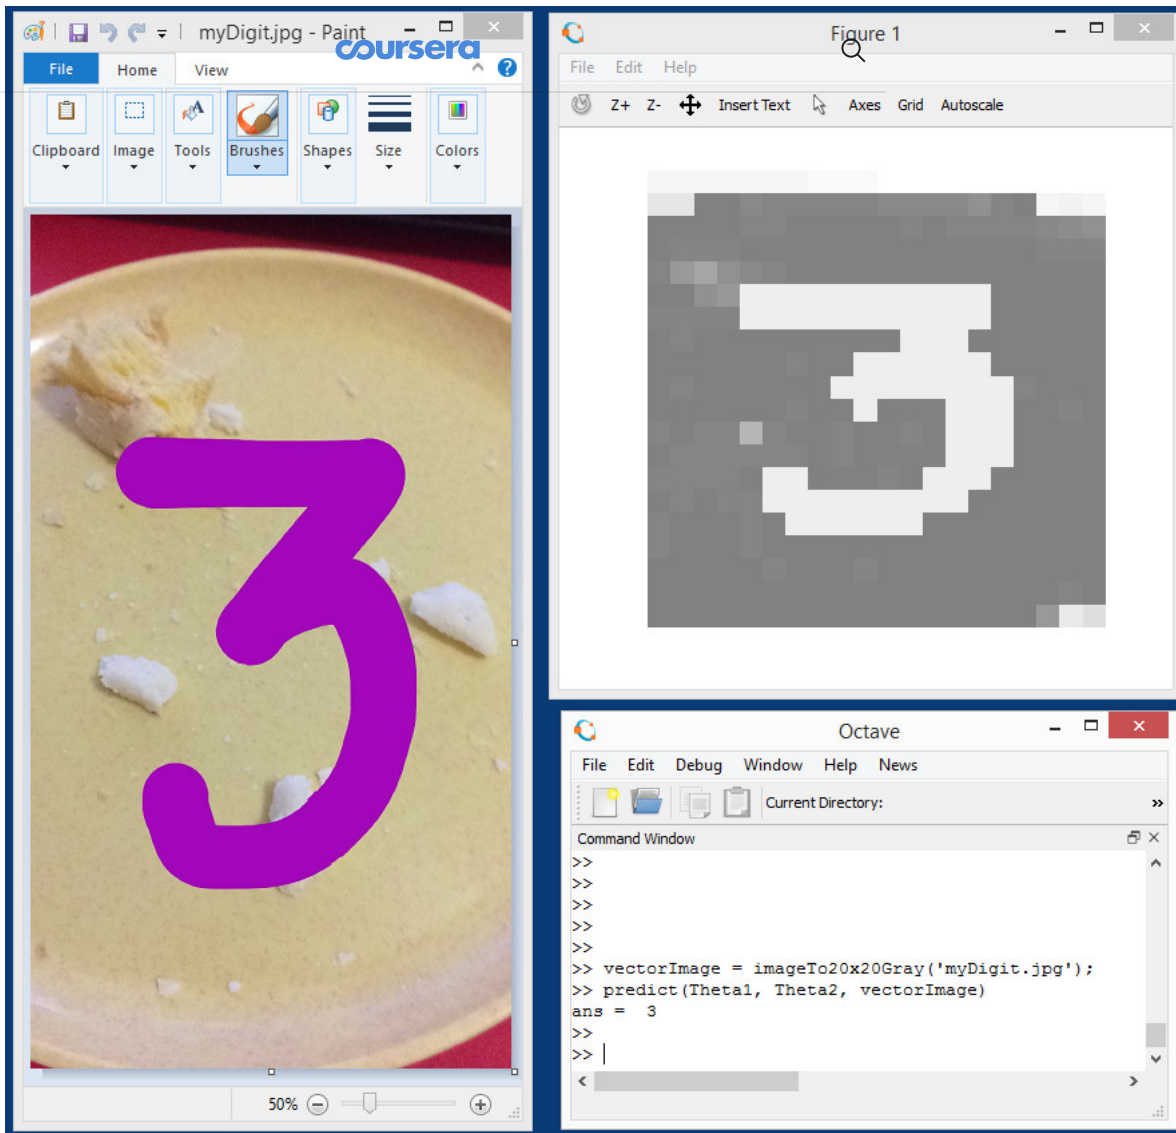 myDigit.jpg - Paint
coursera
File Home View
Clipboard Image Tools Brushes Shapes Size Colors
3
50%
Figure 1
File Edit Help
Z+ Z- Insert Text Axes Grid Autoscale
3
Octave
File Edit Debug Window Help News
Current Directory:
Command Window
>>
>>
>>
>>
>>
>> vectorImage = imageTo20x20Gray('myDigit.jpg');
>> predict(Theta1, Theta2, vectorImage)
ans = 3
>>
>>